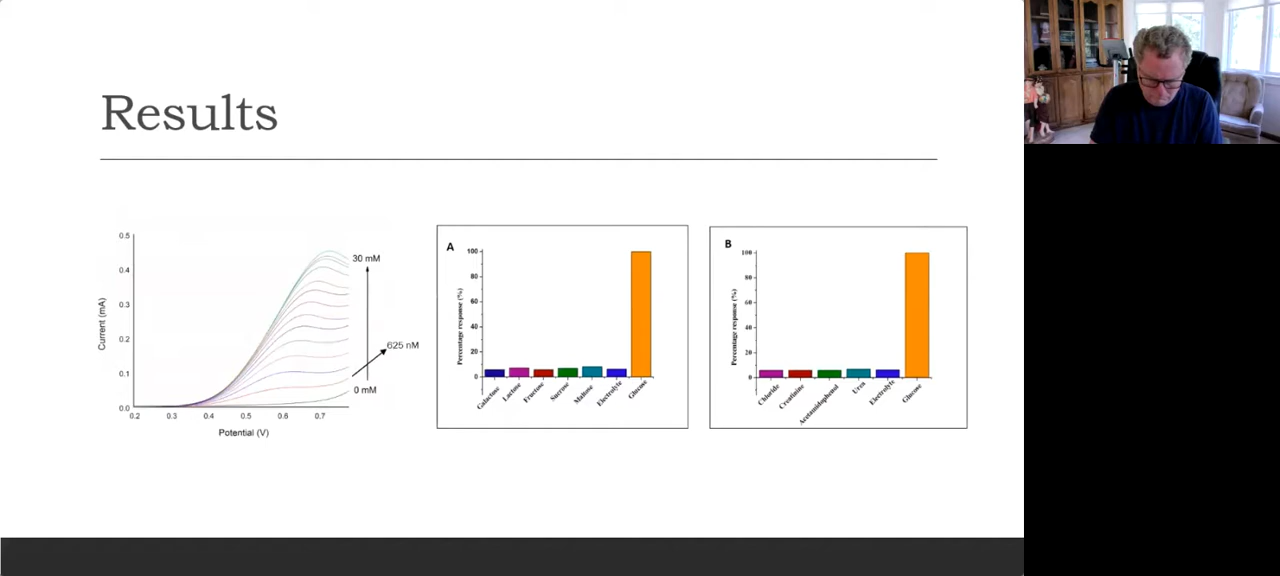 Results
0.5
0.4
0.3
0.2
0.1
0.0
0.2 0.3 0.4 0.5 0.6 0.7
Current (mA)
Potential (V)
30 mM
625 nM
0 mM
A
100
80
60
40
20
0
Percentage response (%)
Galactose
Lactose
Fructose
Sucrose
Maltose
Electrolyte
Glucose
B
100
80
60
40
20
0
Percentage response (%)
Chloride
Creatinine
Acetamidophenol
Urea
Electrolyte
Glucose